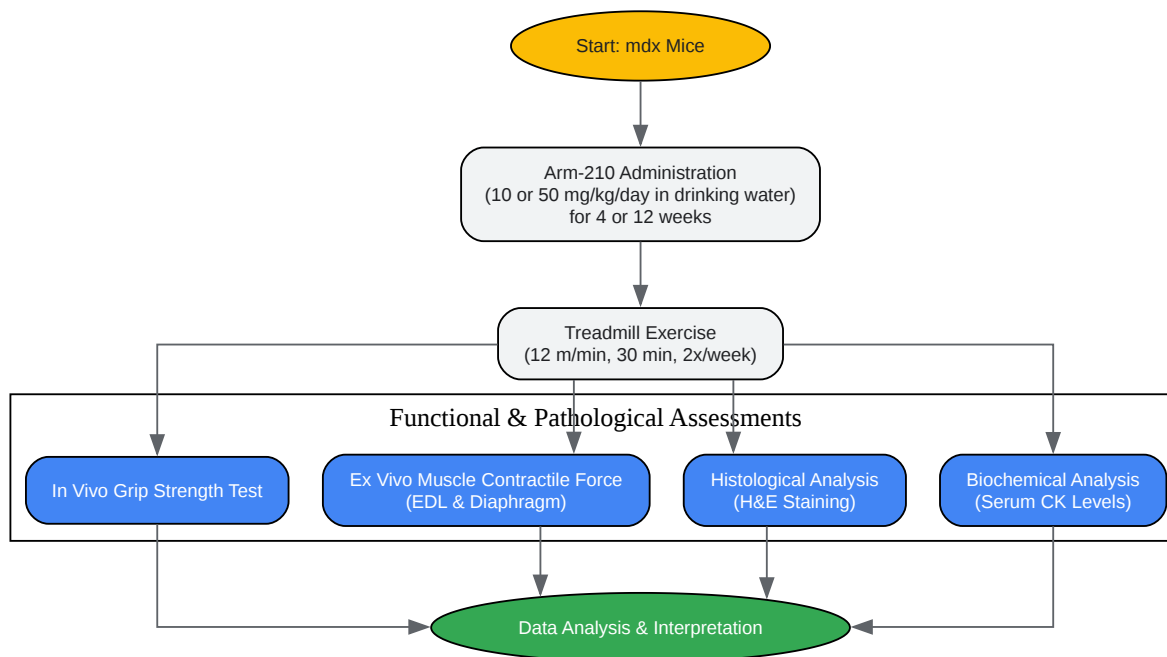 Start: mdx Mice
Arm-210 Administration
(10 or 50 mg/kg/day in drinking water)
for 4 or 12 weeks
Treadmill Exercise
(12 m/min, 30 min, 2x/week)
Functional & Pathological Assessments
In Vivo Grip Strength Test
Ex Vivo Muscle Contractile Force
(EDL & Diaphragm)
Histological Analysis
(H&E Staining)
Biochemical Analysis
(Serum CK Levels)
Data Analysis & Interpretation